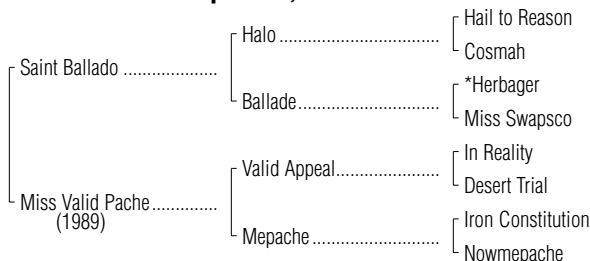 Hail to Reason
Halo
Cosmah
Saint Ballado
*Herbager
Ballade
Miss Swapsco
In Reality
Valid Appeal
Desert Trial
Miss Valid Pache
(1989)
Iron Constitution
Mepache
Nowmepache